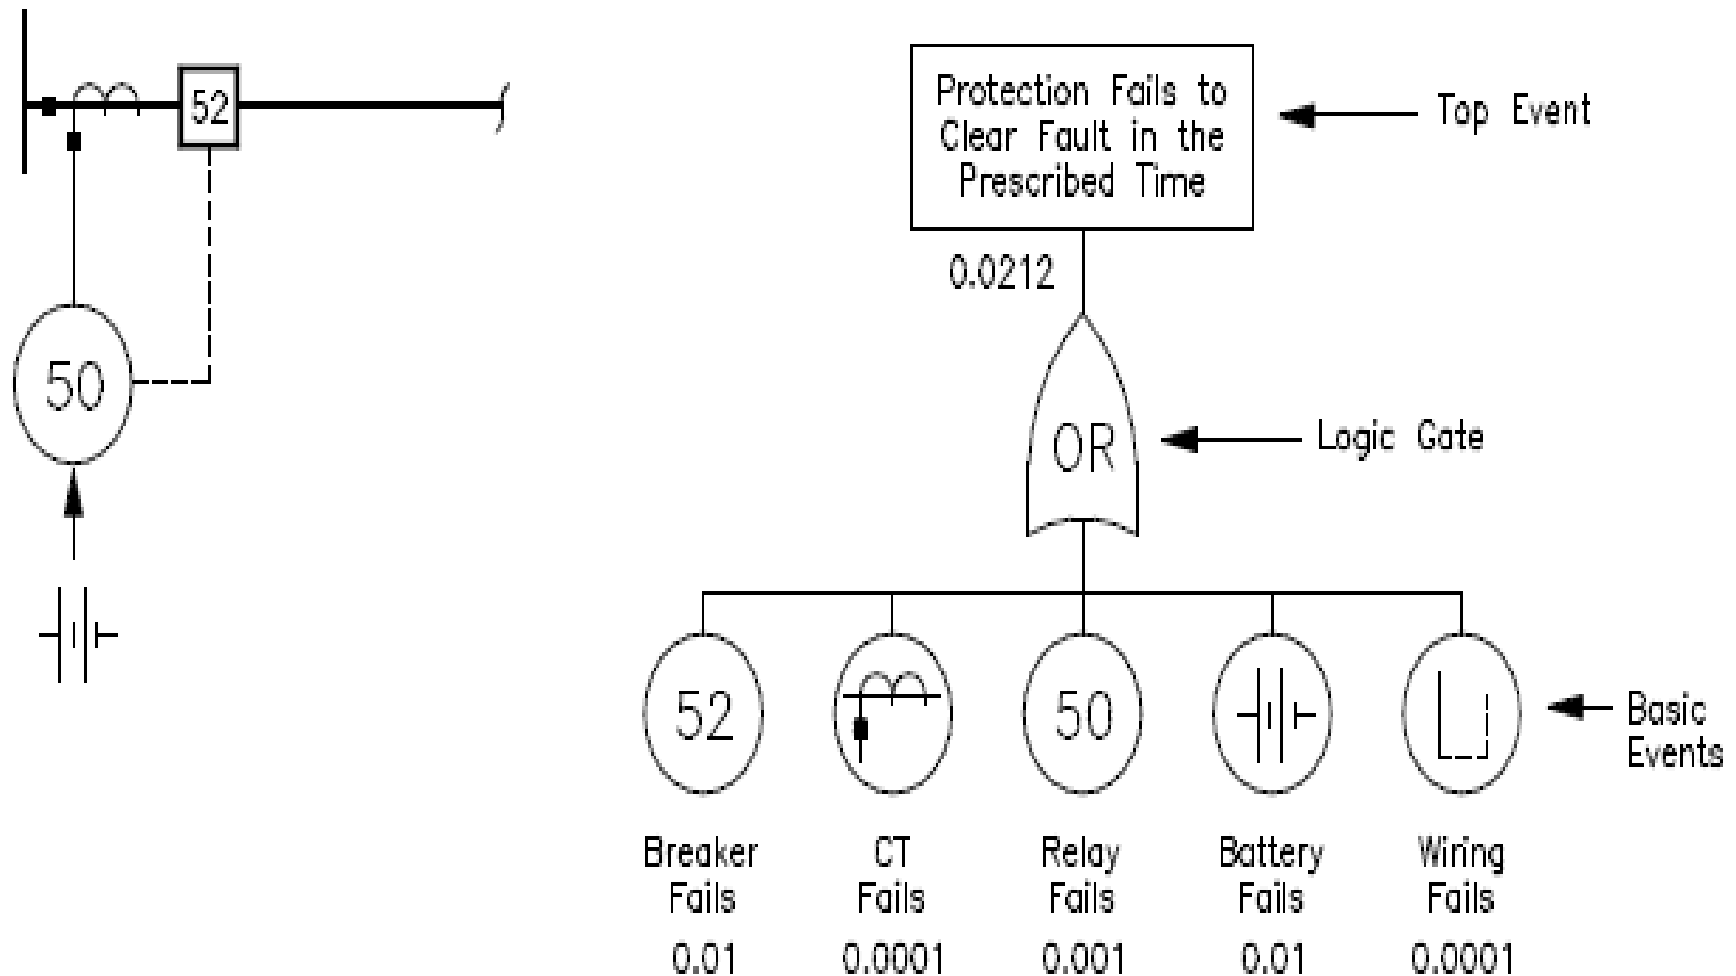 52
50
Protection Fails to
Clear Fault in the
Prescribed Time
Top Event
0.0212
OR
Logic Gate
52
50
Basic
Events
Breaker
Fails
0.01
CT
Fails
0.0001
Relay
Fails
0.001
Battery
Fails
0.01
Wiring
Fails
0.0001